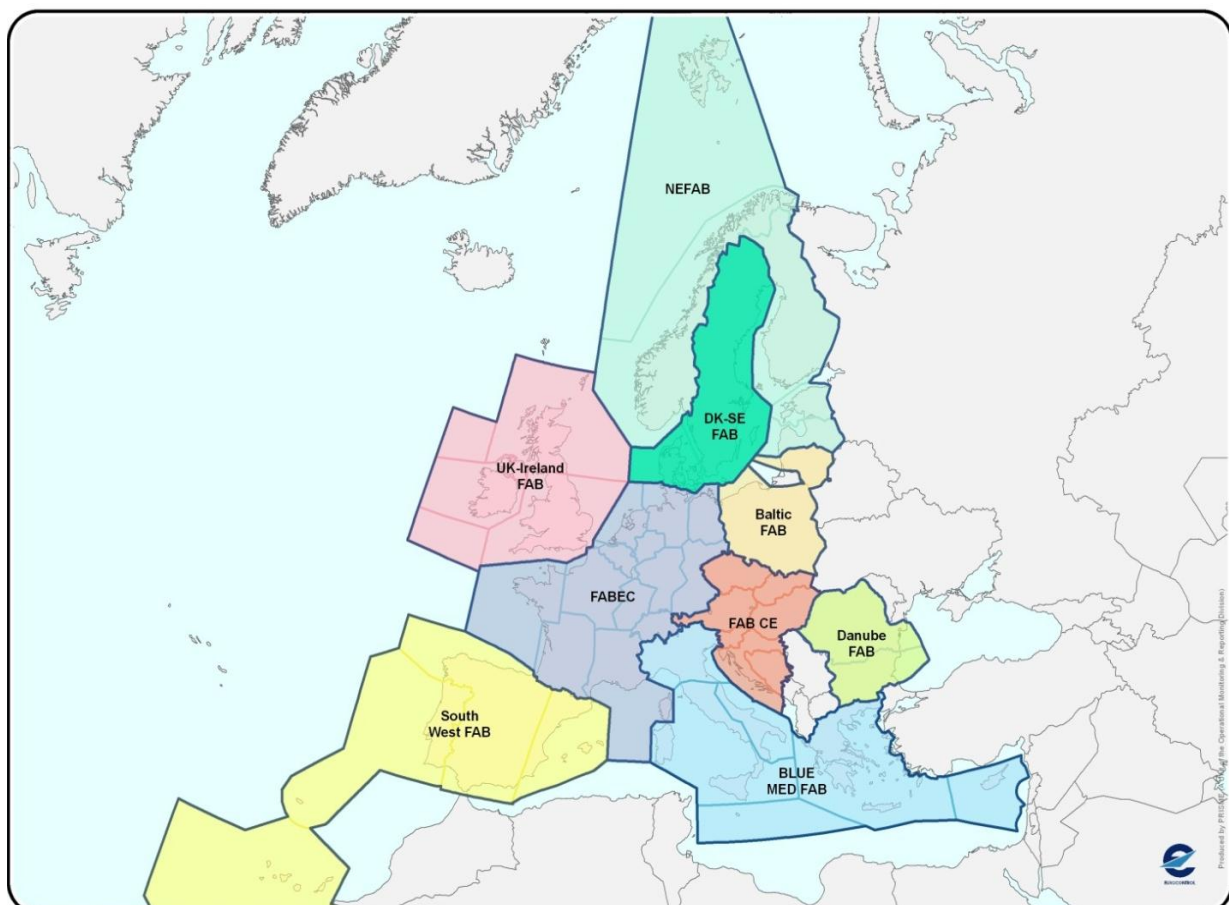 NEFAB
DK-SE
FAB
UK-Ireland
FAB
Baltic
FAB
FABEC
FAB CE
Danube
FAB
South
West FAB
BLUE
MED FAB
EUROCONTROL